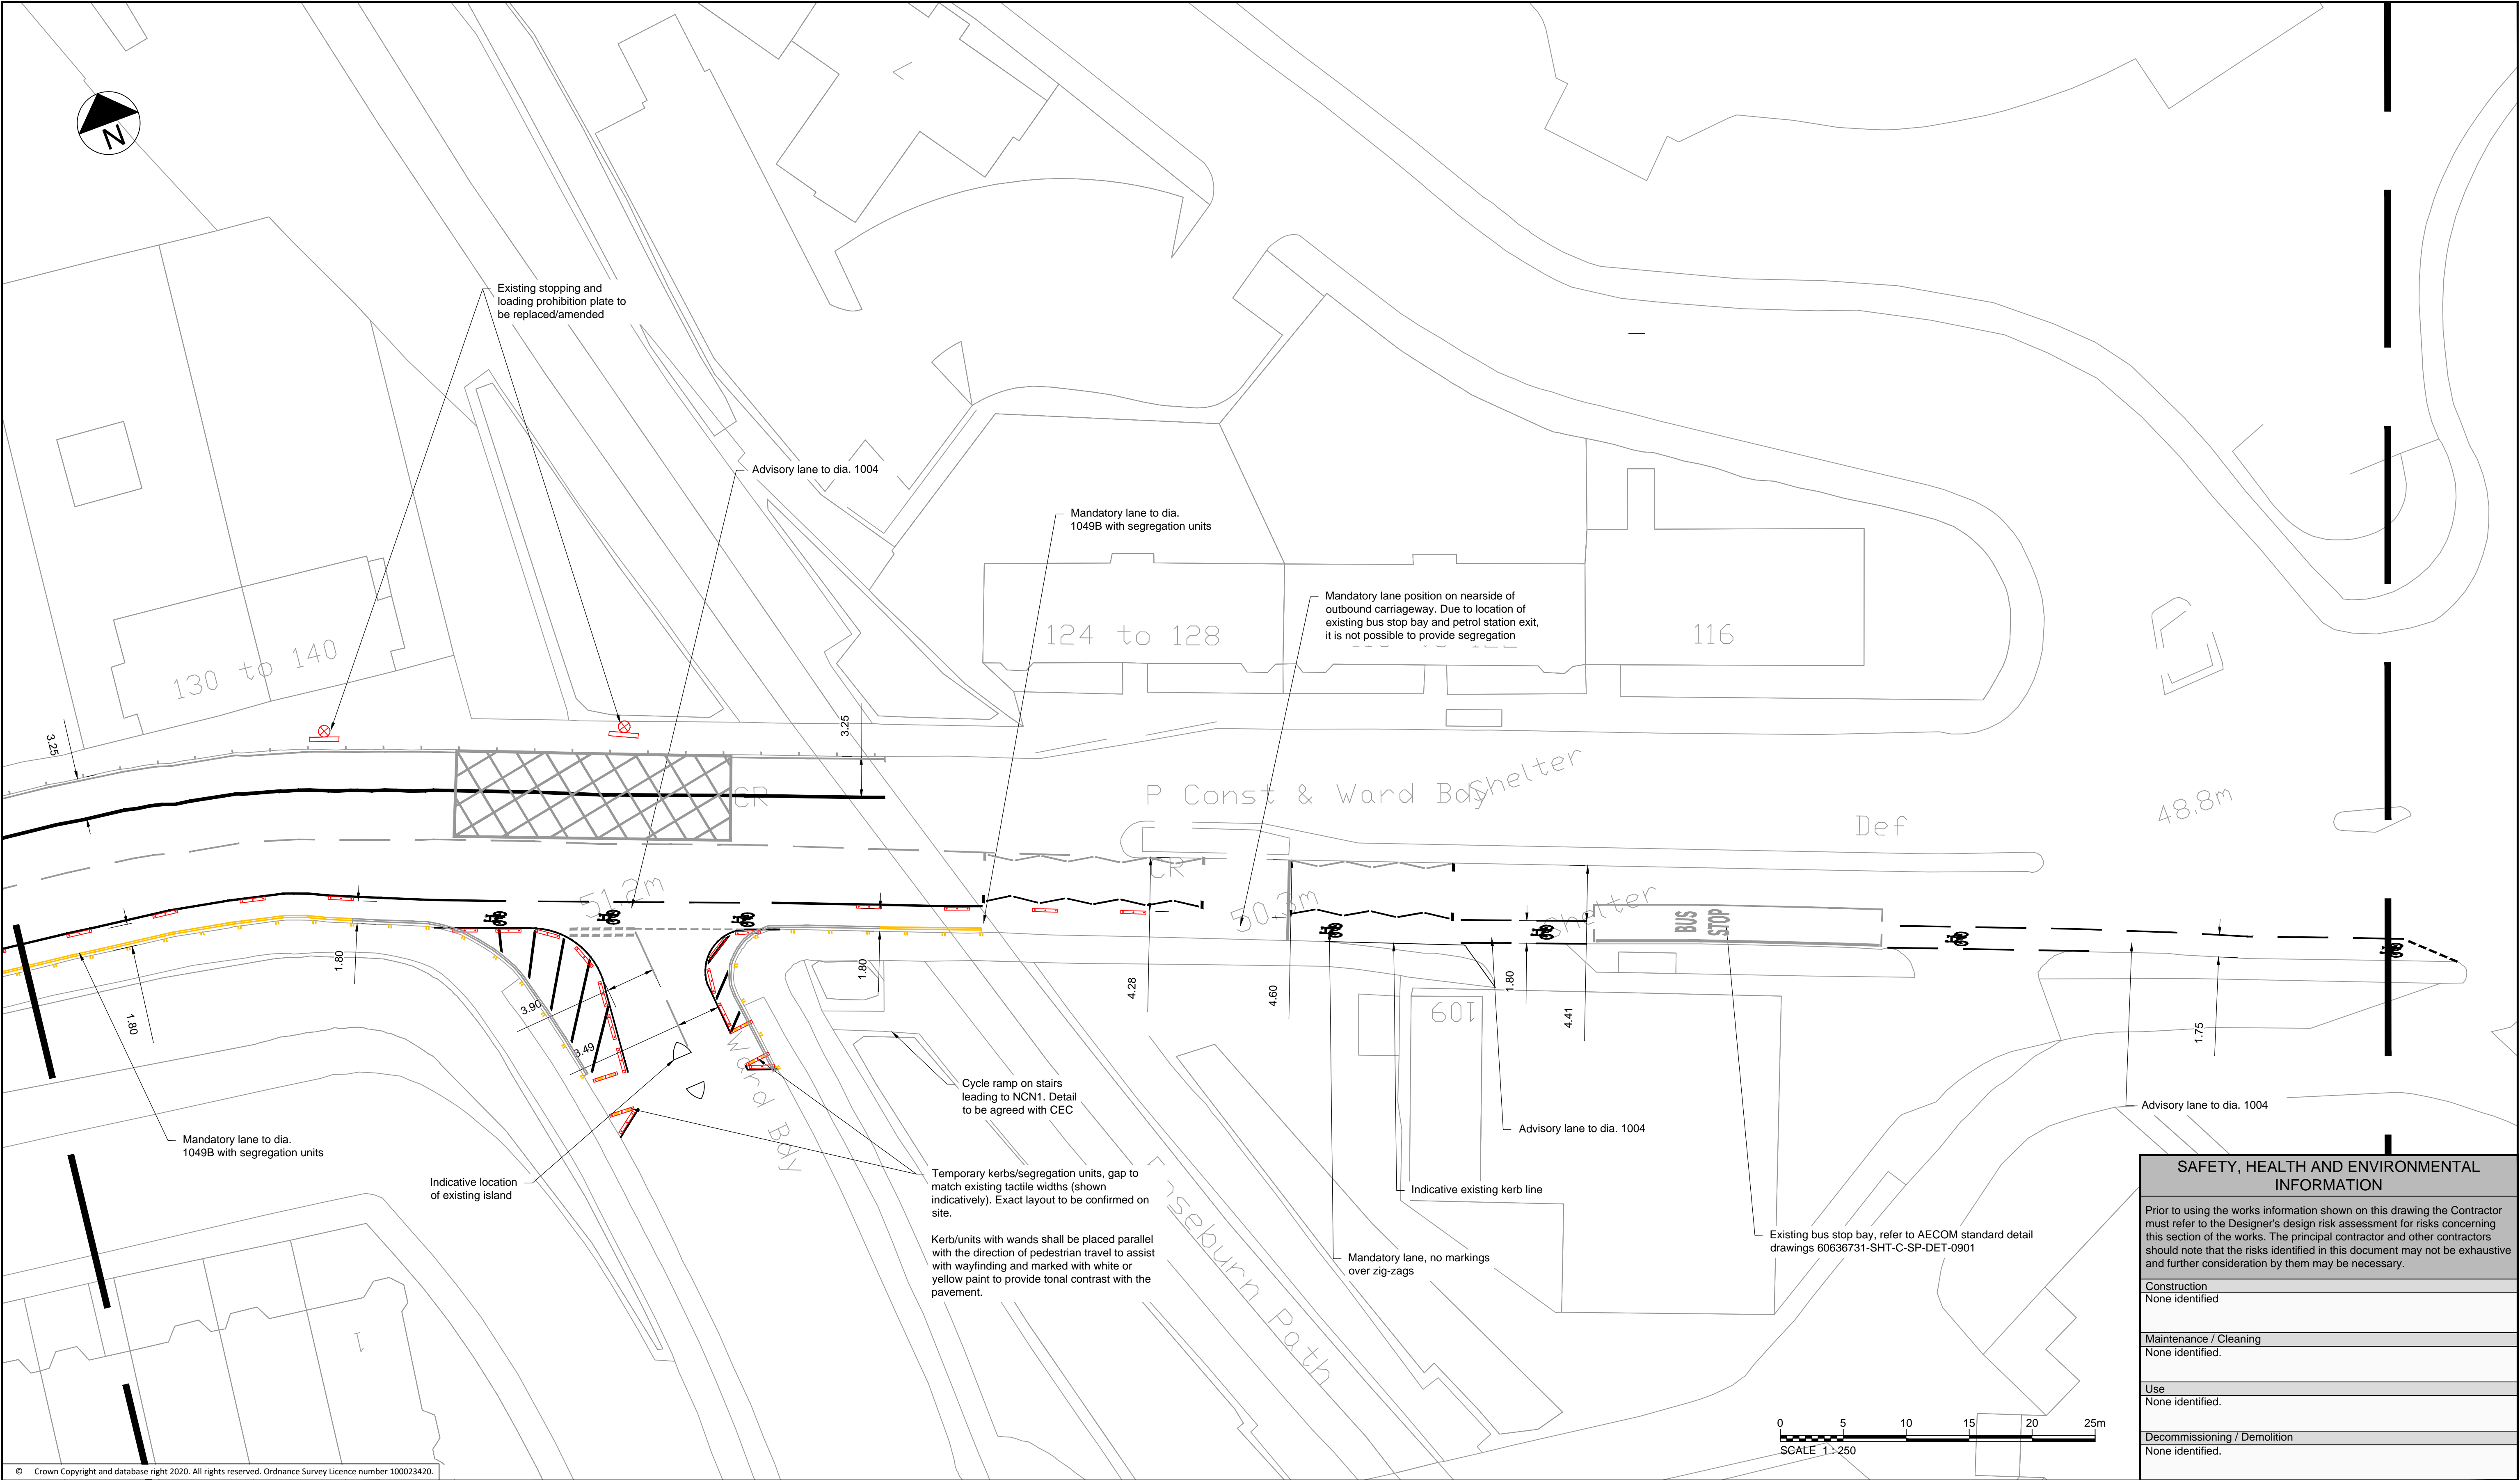 N
Existing stopping and
loading prohibition plate to
be replaced/amended
Advisory lane to dia. 1004
Mandatory lane to dia.
1049B with segregation units
Mandatory lane position on nearside of
outbound carriageway. Due to location of
existing bus stop bay and petrol station exit,
it is not possible to provide segregation
124 to 128
116
130 to 140
3.25
3.25
CR
P Const & Ward Bdy
Shelter
Def
48.8m
51.2m
CR
50.3m
Shelter
BUS
STOP
1.80
1.80
1.80
3.90
3.49
4.28
4.60
1.80
4.41
109
1.75
Ward Bdy
Cycle ramp on stairs
leading to NCN1. Detail
to be agreed with CEC
Advisory lane to dia. 1004
Advisory lane to dia. 1004
Mandatory lane to dia.
1049B with segregation units
Indicative location
of existing island
Temporary kerbs/segregation units, gap to
match existing tactile widths (shown
indicatively). Exact layout to be confirmed on
site.
Kerb/units with wands shall be placed parallel
with the direction of pedestrian travel to assist
with wayfinding and marked with white or
yellow paint to provide tonal contrast with the
pavement.
Indicative existing kerb line
Mandatory lane, no markings
over zig-zags
Existing bus stop bay, refer to AECOM standard detail
drawings 60636731-SHT-C-SP-DET-0901
Roseburn Path
1
SAFETY, HEALTH AND ENVIRONMENTAL
INFORMATION
Prior to using the works information shown on this drawing the Contractor
must refer to the Designer's design risk assessment for risks concerning
this section of the works. The principal contractor and other contractors
should note that the risks identified in this document may not be exhaustive
and further consideration by them may be necessary.
Construction
None identified
Maintenance / Cleaning
None identified.
Use
None identified.
Decommissioning / Demolition
None identified.
0 5 10 15 20 25m
SCALE 1 : 250
© Crown Copyright and database right 2020. All rights reserved. Ordnance Survey Licence number 100023420.